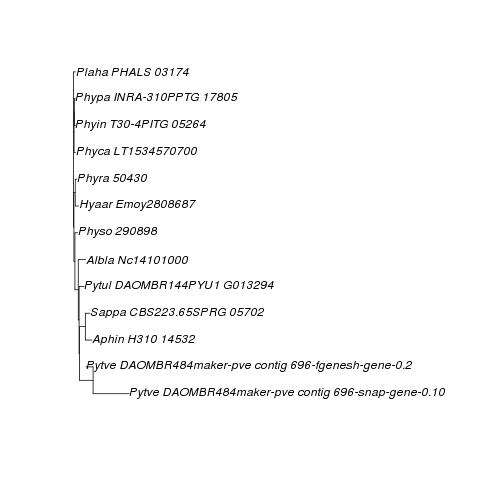 Plaha PHALS 03174
Phypa INRA-310PPTG 17805
Phyin T30-4PITG 05264
Phyca LT1534570700
Phyra 50430
Hyaar Emoy2808687
Physo 290898
Albla Nc14101000
Pytul DAOMBR144PYU1 G013294
Sappa CBS223.65SPRG 05702
Aphin H310 14532
Pytve DAOMBR484maker-pve contig 696-fgenesh-gene-0.2
Pytve DAOMBR484maker-pve contig 696-snap-gene-0.10